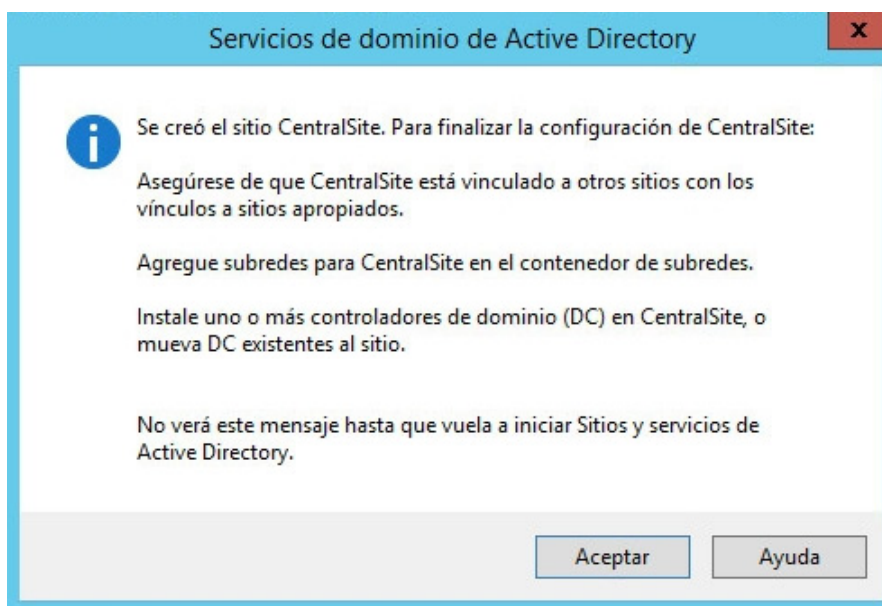 Servicios de dominio de Active Directory
x
Se creó el sitio CentralSite. Para finalizar la configuración de CentralSite:
Asegúrese de que CentralSite está vinculado a otros sitios con los
vínculos a sitios apropiados.
Agregue subredes para CentralSite en el contenedor de subredes.
Instale uno o más controladores de dominio (DC) en CentralSite, o
mueva DC existentes al sitio.
No verá este mensaje hasta que vuela a iniciar Sitios y servicios de
Active Directory.
Aceptar
Ayuda